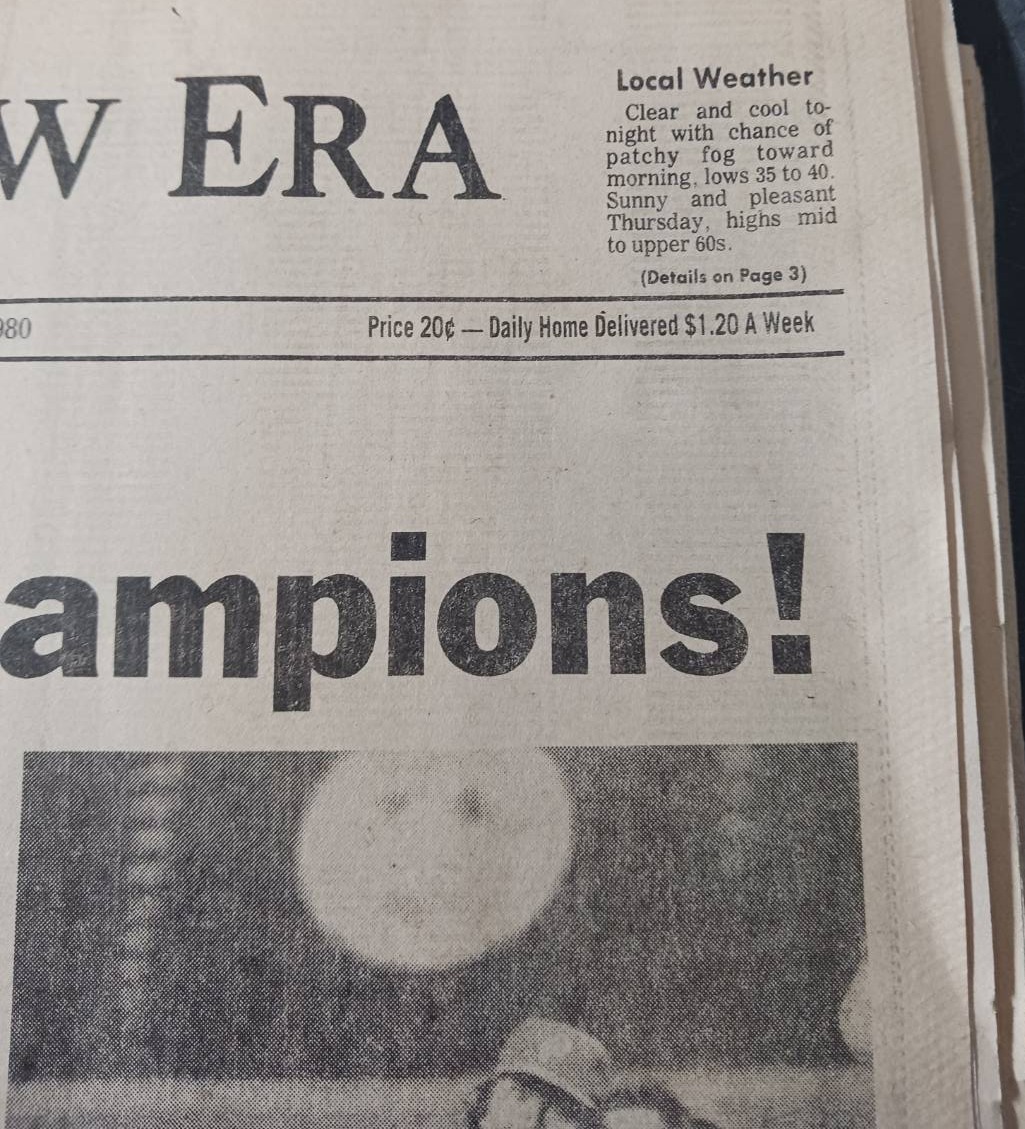 W ERA
Local Weather
Clear and cool to-
night with chance of
patchy fog toward
morning, lows 35 to 40.
Sunny and pleasant
Thursday, highs mid
to upper 60s.
(Details on Page 3)
980
Price 20¢ — Daily Home Delivered $1.20 A Week
ampions!